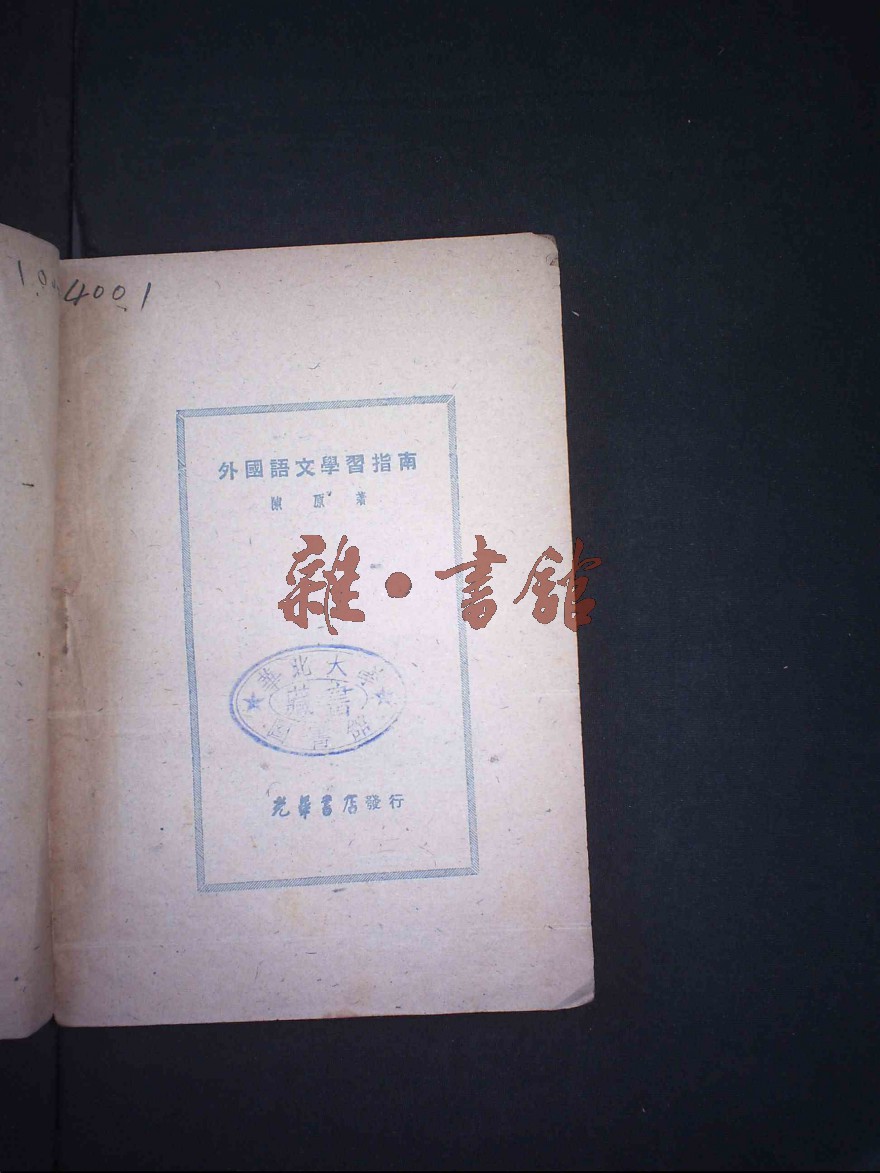 4001
外國語文學習指南
陳原著
雜·書館
華北大學
藏書
圖書館
光華書店發行